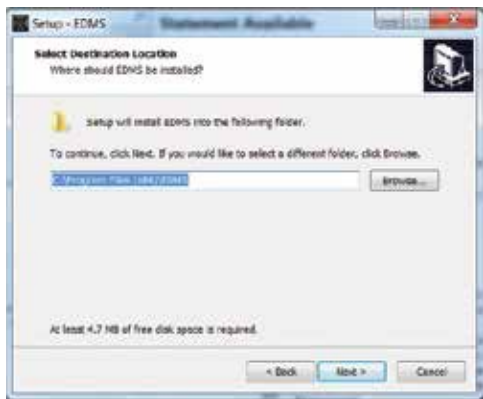 Setup - EDMS
Statement Available
Select Destination Location
Where should EDMS be installed?
Setup will install EDMS into the following folder.
To continue, click Next. If you would like to select a different folder, click Browse.
C:\Program Files (x86)\EDMS
Browse...
At least 4.7 MB of free disk space is required.
< Back
Next >
Cancel